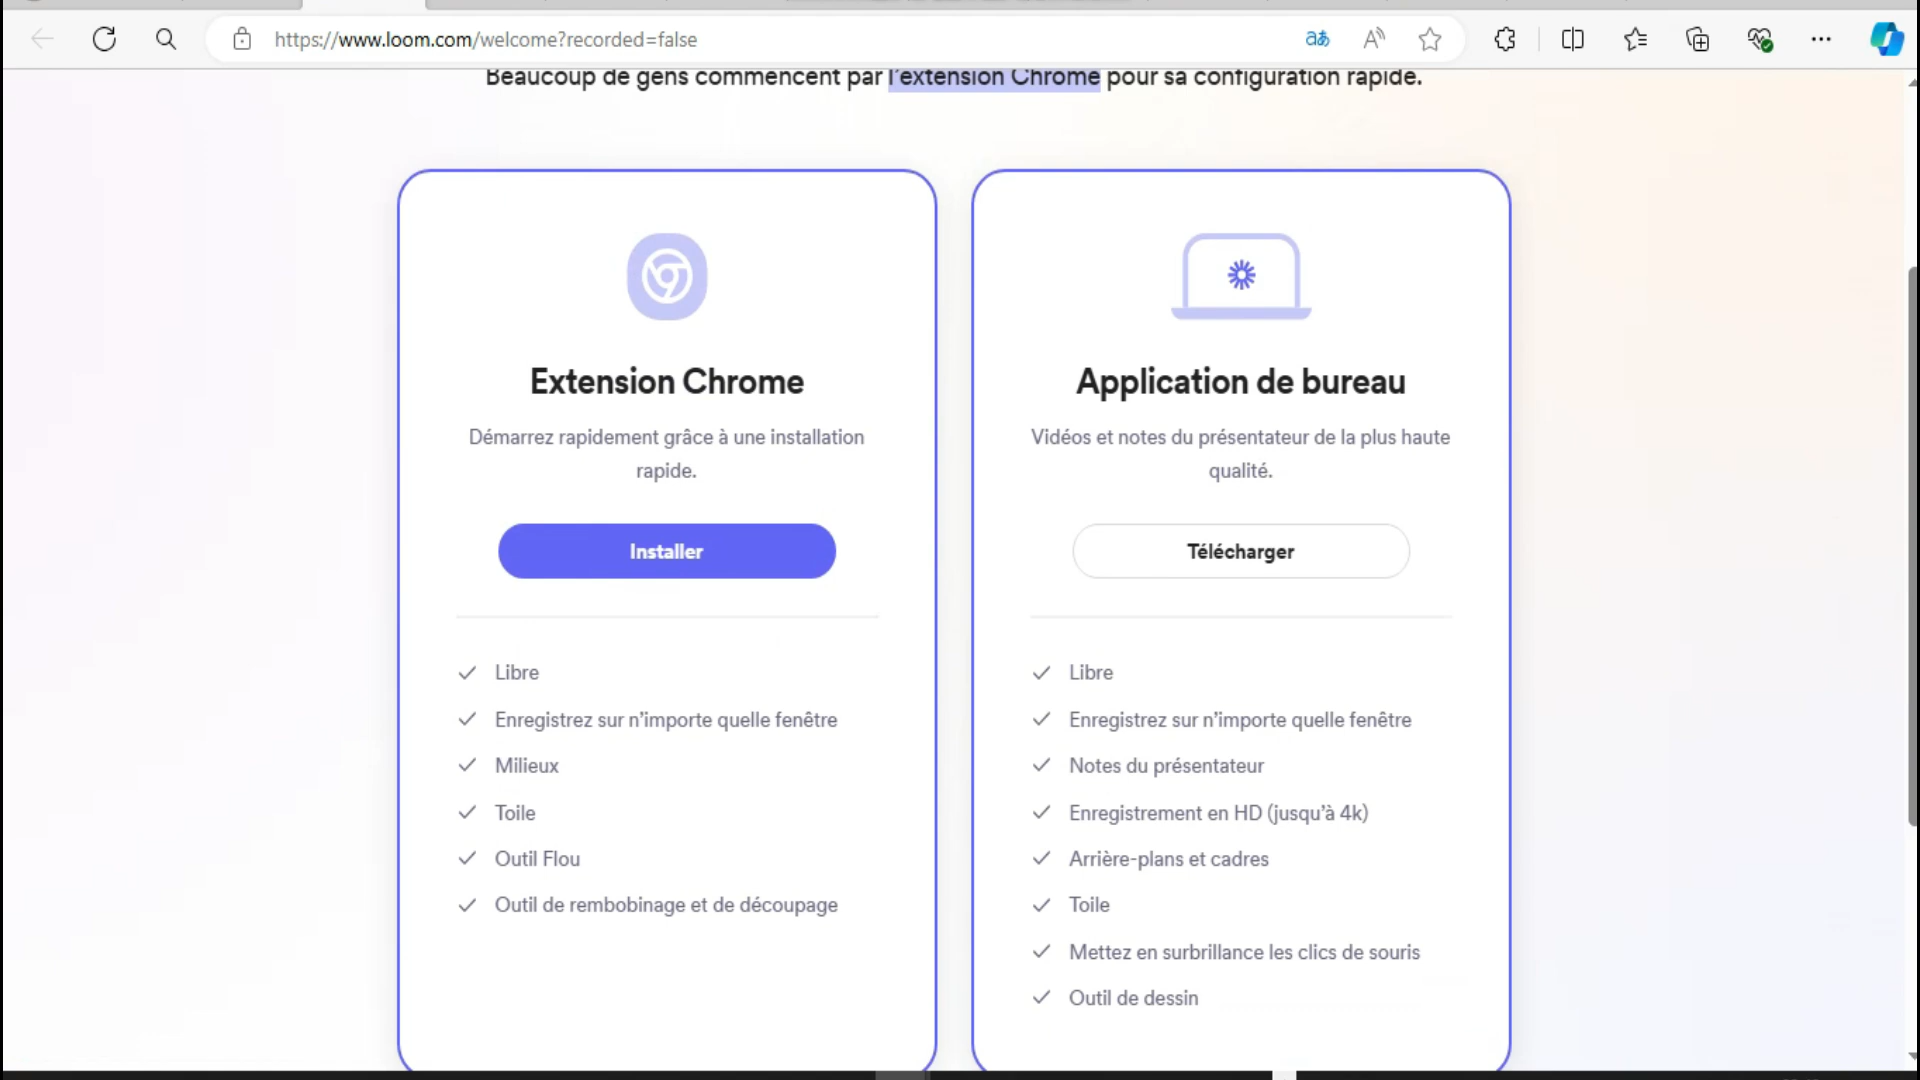 https://www.loom.com/welcome?recorded=false
Beaucoup de gens commencent par l'extension Chrome pour sa configuration rapide.
Extension Chrome
Démarrez rapidement grâce à une installation
rapide.
Installer
Libre
Enregistrez sur n'importe quelle fenêtre
Milieux
Toile
Outil Flou
Outil de rembobinage et de découpage
Application de bureau
Vidéos et notes du présentateur de la plus haute
qualité.
Télécharger
Libre
Enregistrez sur n'importe quelle fenêtre
Notes du présentateur
Enregistrement en HD (jusqu'à 4k)
Arrière-plans et cadres
Toile
Mettez en surbrillance les clics de souris
Outil de dessin